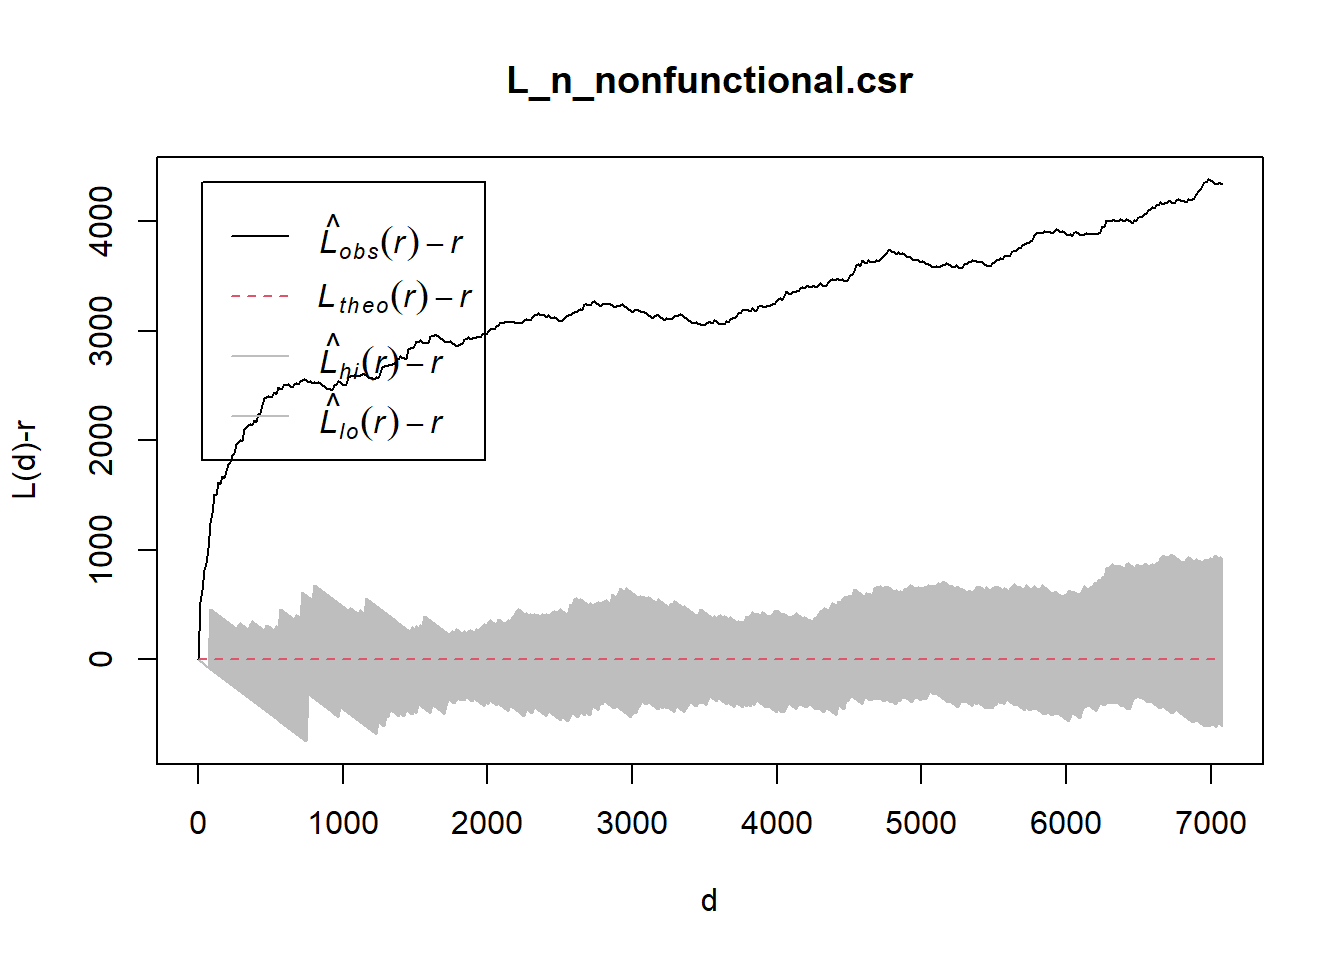 L_n_nonfunctional.csr
L(d)-r
4000
3000
2000
1000
0
L̂obs(r) – r
Ltheo(r) – r
L̂hi(r) – r
L̂lo(r) – r
0 1000 2000 3000 4000 5000 6000 7000
d